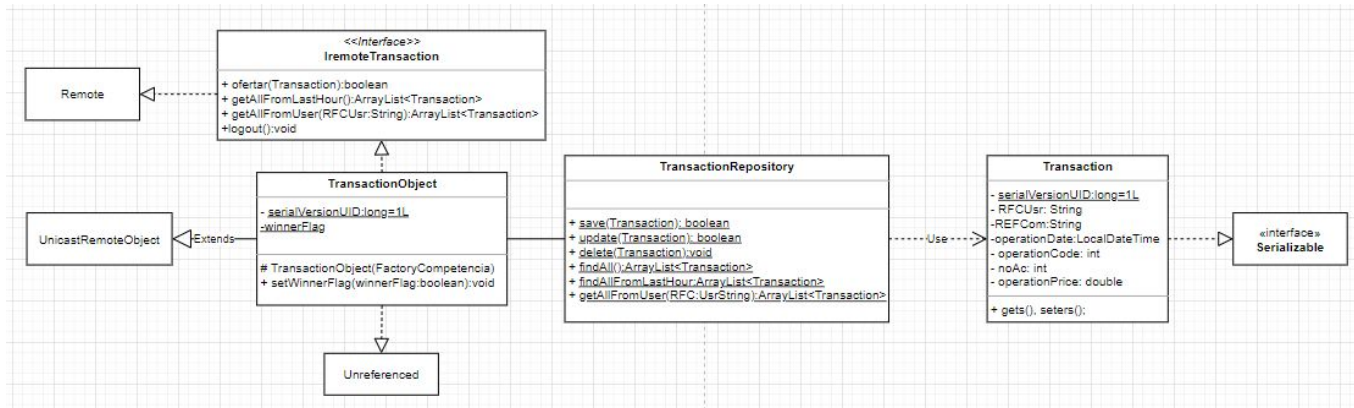 <<Interface>>
IremoteTransaction
+ ofertar(Transaction):boolean
+ getAllFromLastHour():ArrayList<Transaction>
+ getAllFromUser(RFCUsr:String):ArrayList<Transaction>
+logout():void
Remote
TransactionObject
- serialVersionUID:long=1L
-winnerFlag
# TransactionObject(FactoryCompetencia)
+ setWinnerFlag(winnerFlag:boolean):void
UnicastRemoteObject
Extends
Unreferenced
TransactionRepository
+ save(Transaction): boolean
+ update(Transaction): boolean
+ delete(Transaction):void
+ findAll():ArrayList<Transaction>
+ findAllFromLastHour:ArrayList<Transaction>
+ getAllFromUser(RFC:UsrString):ArrayList<Transaction>
Use
Transaction
- serialVersionUID:long=1L
- RFCUsr: String
-REFCom:String
-operationDate:LocalDateTime
- operationCode: int
- noAc: int
- operationPrice: double
+ gets(), seters();
«interface»
Serializable